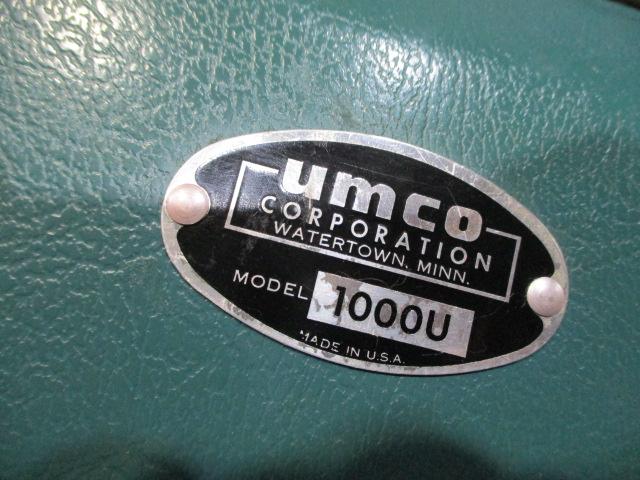 umco
CORPORATION
WATERTOWN, MINN.
MODEL 1000U
MADE IN U.S.A.